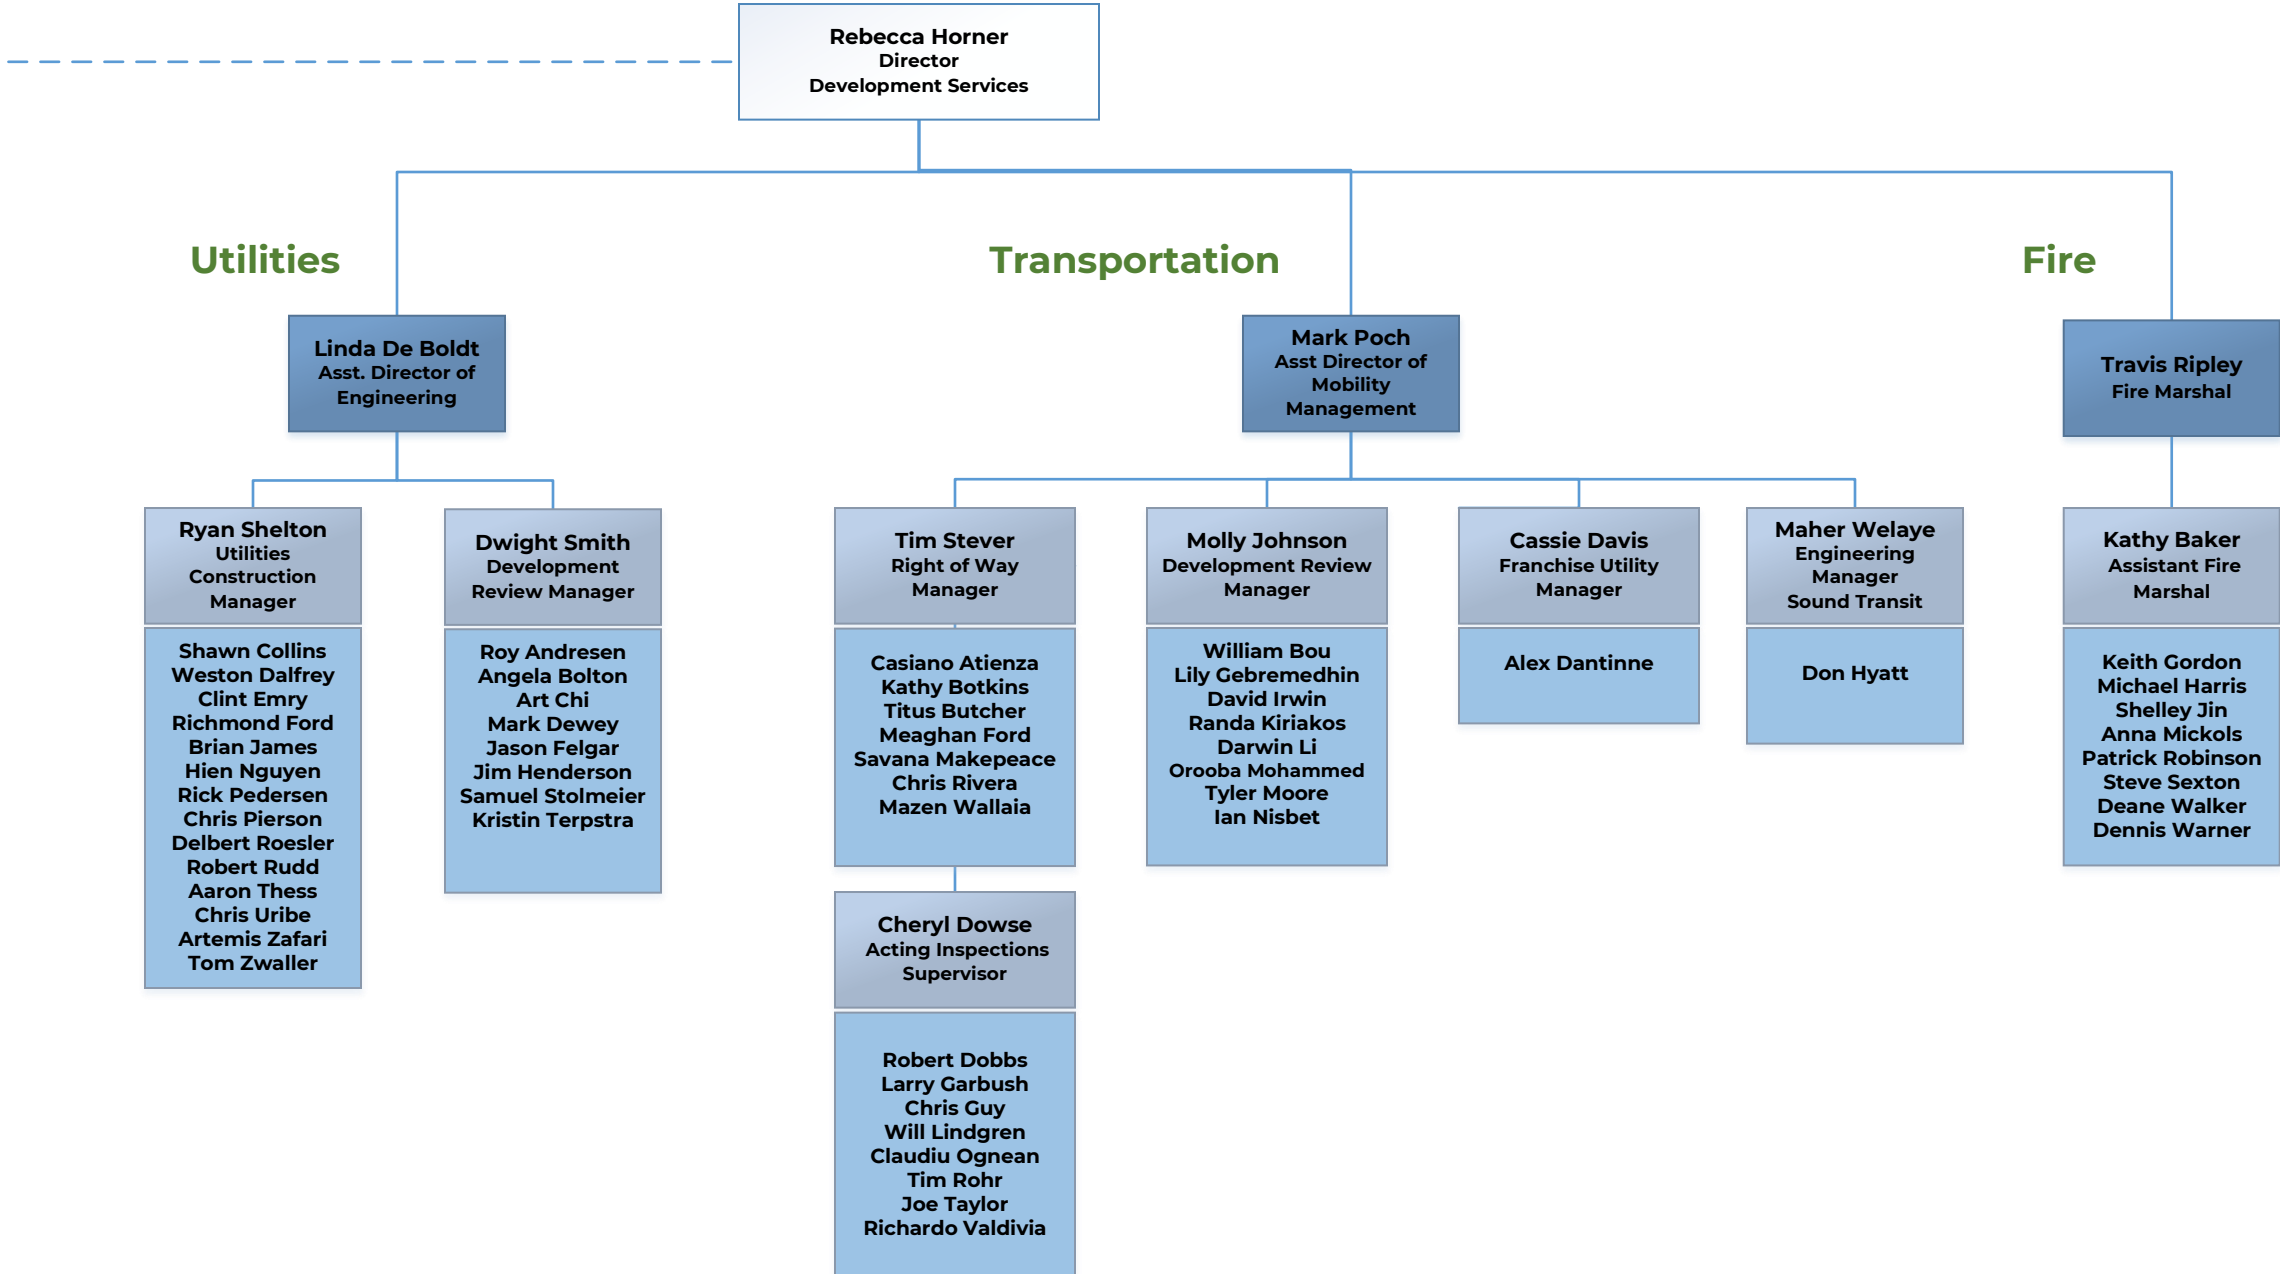 Rebecca Horner
Director
Development Services
Utilities
Transportation
Fire
Linda De Boldt
Asst. Director of
Engineering
Mark Poch
Asst Director of
Mobility
Management
Travis Ripley
Fire Marshal
Ryan Shelton
Utilities
Construction
Manager
Shawn Collins
Weston Dalfrey
Clint Emry
Richmond Ford
Brian James
Hien Nguyen
Rick Pedersen
Chris Pierson
Delbert Roesler
Robert Rudd
Aaron Thess
Chris Uribe
Artemis Zafari
Tom Zwaller
Dwight Smith
Development
Review Manager
Roy Andresen
Angela Bolton
Art Chi
Mark Dewey
Jason Felgar
Jim Henderson
Samuel Stolmeier
Kristin Terpstra
Tim Stever
Right of Way
Manager
Casiano Atienza
Kathy Botkins
Titus Butcher
Meaghan Ford
Savana Makepeace
Chris Rivera
Mazen Wallaia
Cheryl Dowse
Acting Inspections
Supervisor
Robert Dobbs
Larry Garbush
Chris Guy
Will Lindgren
Claudiu Ognean
Tim Rohr
Joe Taylor
Richardo Valdivia
Molly Johnson
Development Review
Manager
William Bou
Lily Gebremedhin
David Irwin
Randa Kiriakos
Darwin Li
Orooba Mohammed
Tyler Moore
Ian Nisbet
Cassie Davis
Franchise Utility
Manager
Alex Dantinne
Maher Welaye
Engineering
Manager
Sound Transit
Don Hyatt
Kathy Baker
Assistant Fire
Marshal
Keith Gordon
Michael Harris
Shelley Jin
Anna Mickols
Patrick Robinson
Steve Sexton
Deane Walker
Dennis Warner